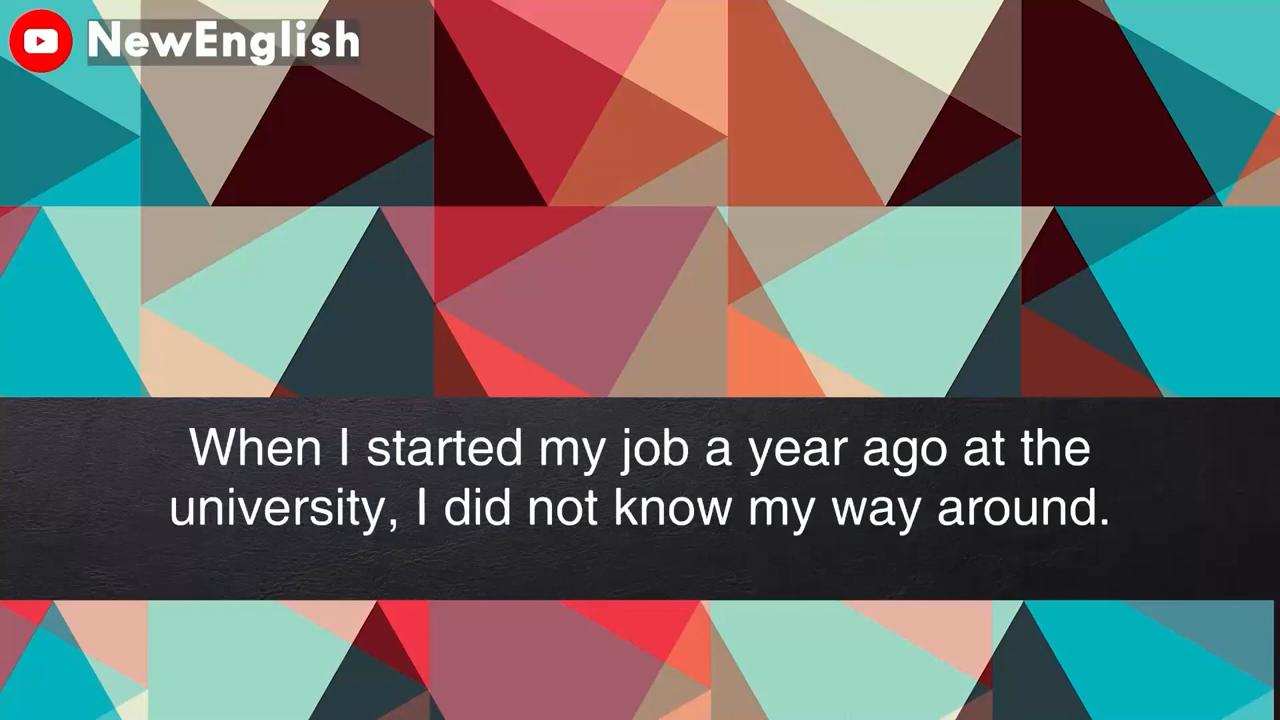 NewEnglish
When I started my job a year ago at the
university, I did not know my way around.